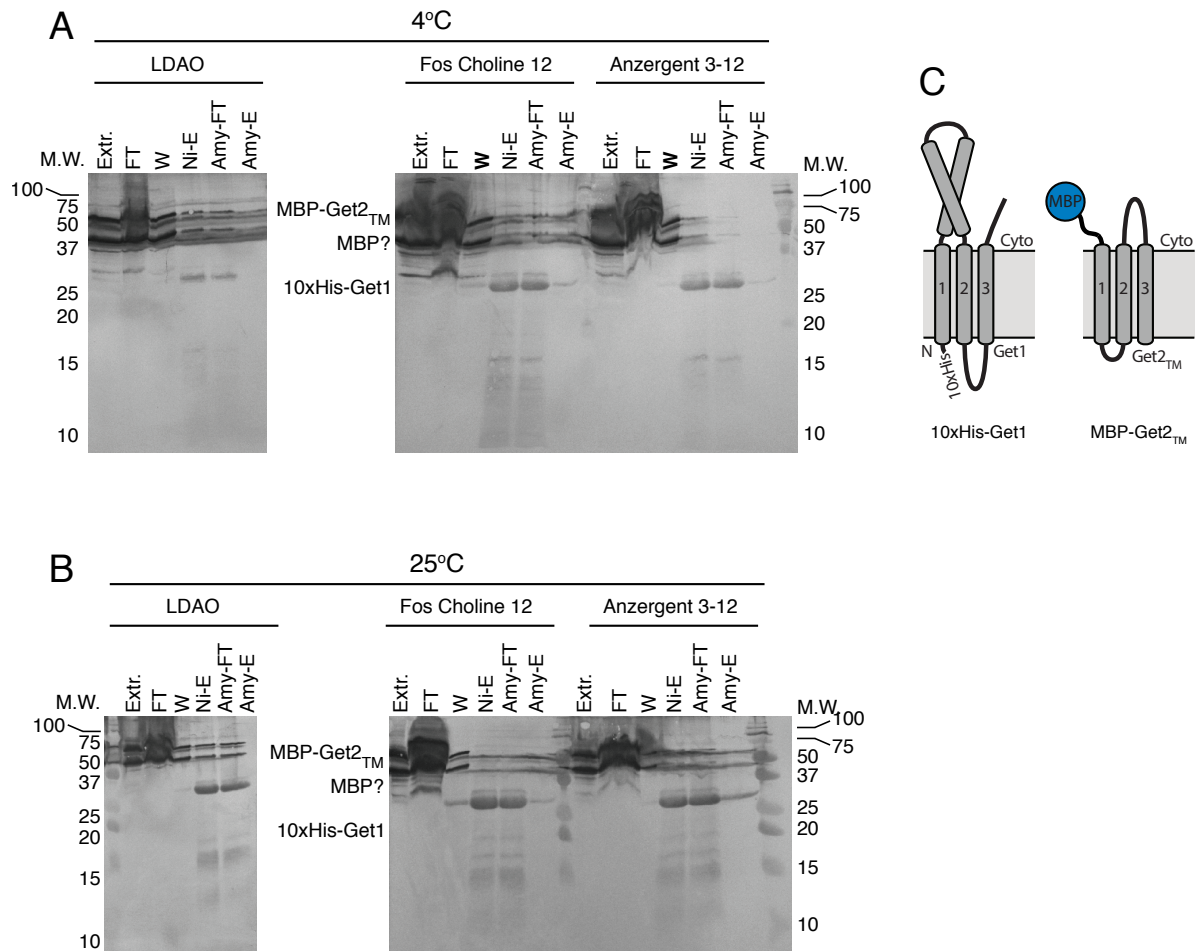 A
4°C
LDAO
Fos Choline 12
Anzergent 3-12
M.W.
Extr.
FT
W
Ni-E
Amy-FT
Amy-E
Extr.
FT
W
Ni-E
Amy-FT
Amy-E
Extr.
FT
W
Ni-E
Amy-FT
Amy-E
M.W.
100
75
50
37
25
20
15
10
MBP-Get2TM
MBP?
10xHis-Get1
100
75
50
37
25
20
15
10
C
MBP
Cyto
Cyto
1 2 3
1 2 3
N
10xHis
Get1
Get2TM
10xHis-Get1
MBP-Get2TM
B
25°C
LDAO
Fos Choline 12
Anzergent 3-12
M.W.
Extr.
FT
W
Ni-E
Amy-FT
Amy-E
Extr.
FT
W
Ni-E
Amy-FT
Amy-E
Extr.
FT
W
Ni-E
Amy-FT
Amy-E
M.W.
100
75
50
37
25
20
15
10
MBP-Get2TM
MBP?
10xHis-Get1
100
75
50
37
25
20
15
10